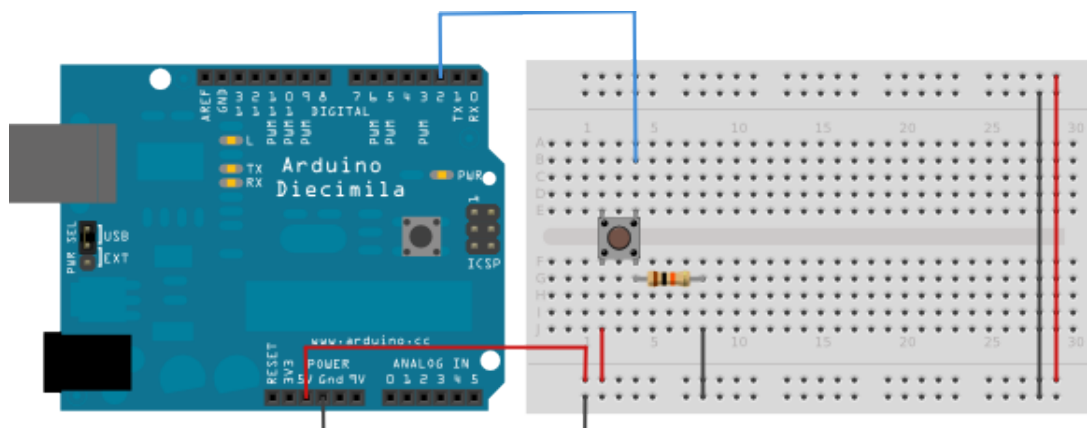 AREF
GND
13
12
PWM 11
PWM 10
PWM 9
8
7
PWM 6
PWM 5
4
PWM 3
2
TX 1
RX 0
DIGITAL
L
TX
RX
Arduino
Diecimila
PWR
1
ICSP
PWR SEL
USB
EXT
www.arduino.cc
POWER
RESET
3V3
5V Gnd 9V
ANALOG IN
0 1 2 3 4 5
1 5 10 15 20 25 30
A
B
C
D
E
F
G
H
I
J
1 5 10 15 20 25 30